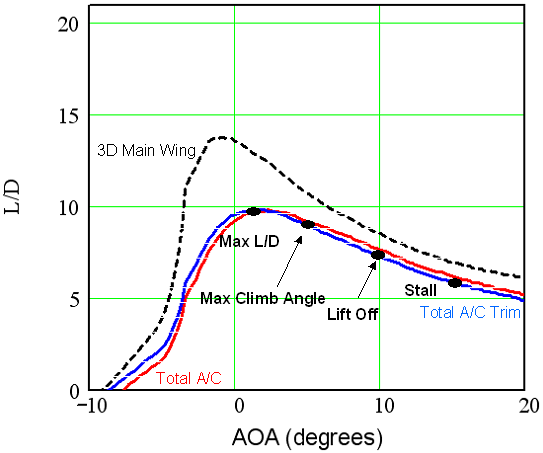 20
15
3D Main Wing
L/D
10
Max L/D
Max Climb Angle
Lift Off
Stall
5
Total A/C Trim
Total A/C
0
−10
0
10
20
AOA (degrees)